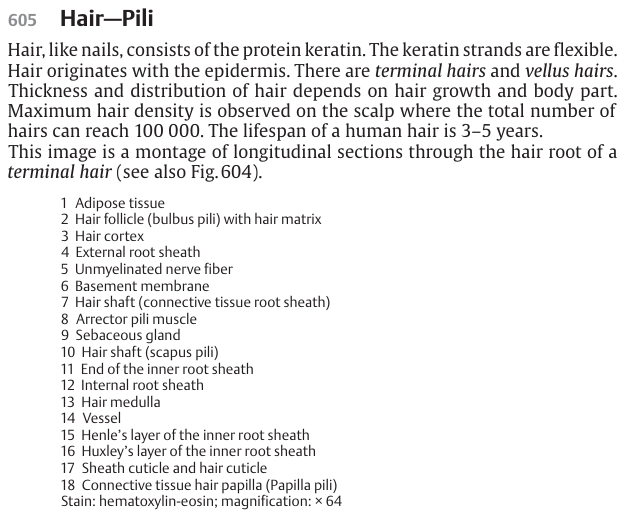 605 Hair—Pili
Hair, like nails, consists of the protein keratin. The keratin strands are flexible.
Hair originates with the epidermis. There are terminal hairs and vellus hairs.
Thickness and distribution of hair depends on hair growth and body part.
Maximum hair density is observed on the scalp where the total number of
hairs can reach 100 000. The lifespan of a human hair is 3–5 years.
This image is a montage of longitudinal sections through the hair root of a
terminal hair (see also Fig. 604).
1 Adipose tissue
2 Hair follicle (bulbus pili) with hair matrix
3 Hair cortex
4 External root sheath
5 Unmyelinated nerve fiber
6 Basement membrane
7 Hair shaft (connective tissue root sheath)
8 Arrector pili muscle
9 Sebaceous gland
10 Hair shaft (scapus pili)
11 End of the inner root sheath
12 Internal root sheath
13 Hair medulla
14 Vessel
15 Henle's layer of the inner root sheath
16 Huxley's layer of the inner root sheath
17 Sheath cuticle and hair cuticle
18 Connective tissue hair papilla (Papilla pili)
Stain: hematoxylin-eosin; magnification: × 64